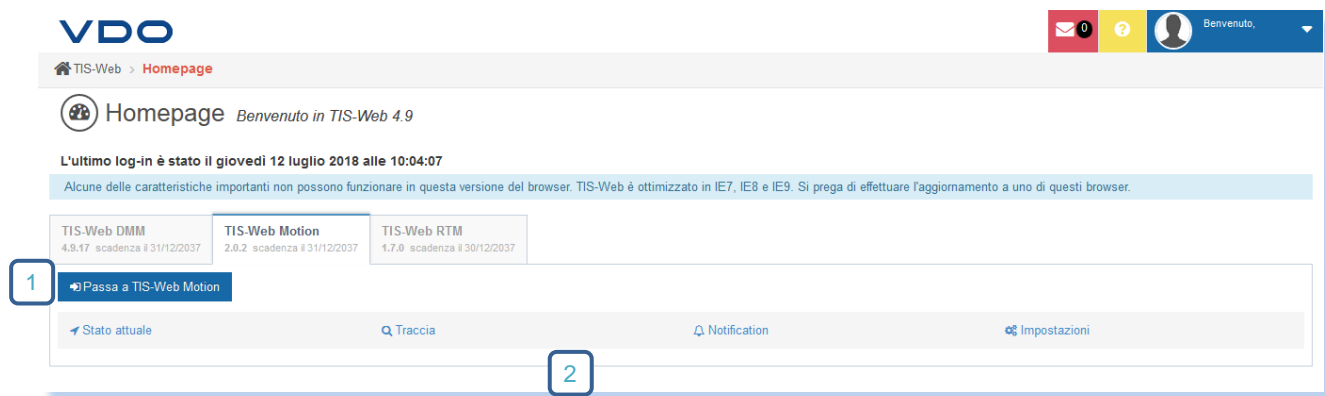 VDO
0
?
Benvenuto,
TIS-Web > Homepage
Homepage Benvenuto in TIS-Web 4.9
L'ultimo log-in è stato il giovedì 12 luglio 2018 alle 10:04:07
Alcune delle caratteristiche importanti non possono funzionare in questa versione del browser. TIS-Web è ottimizzato in IE7, IE8 e IE9. Si prega di effettuare l'aggiornamento a uno di questi browser.
TIS-Web DMM
4.9.17 scadenza il 31/12/2037
TIS-Web Motion
2.0.2 scadenza il 31/12/2037
TIS-Web RTM
1.7.0 scadenza il 30/12/2037
1
Passa a TIS-Web Motion
Stato attuale
Traccia
Notification
Impostazioni
2